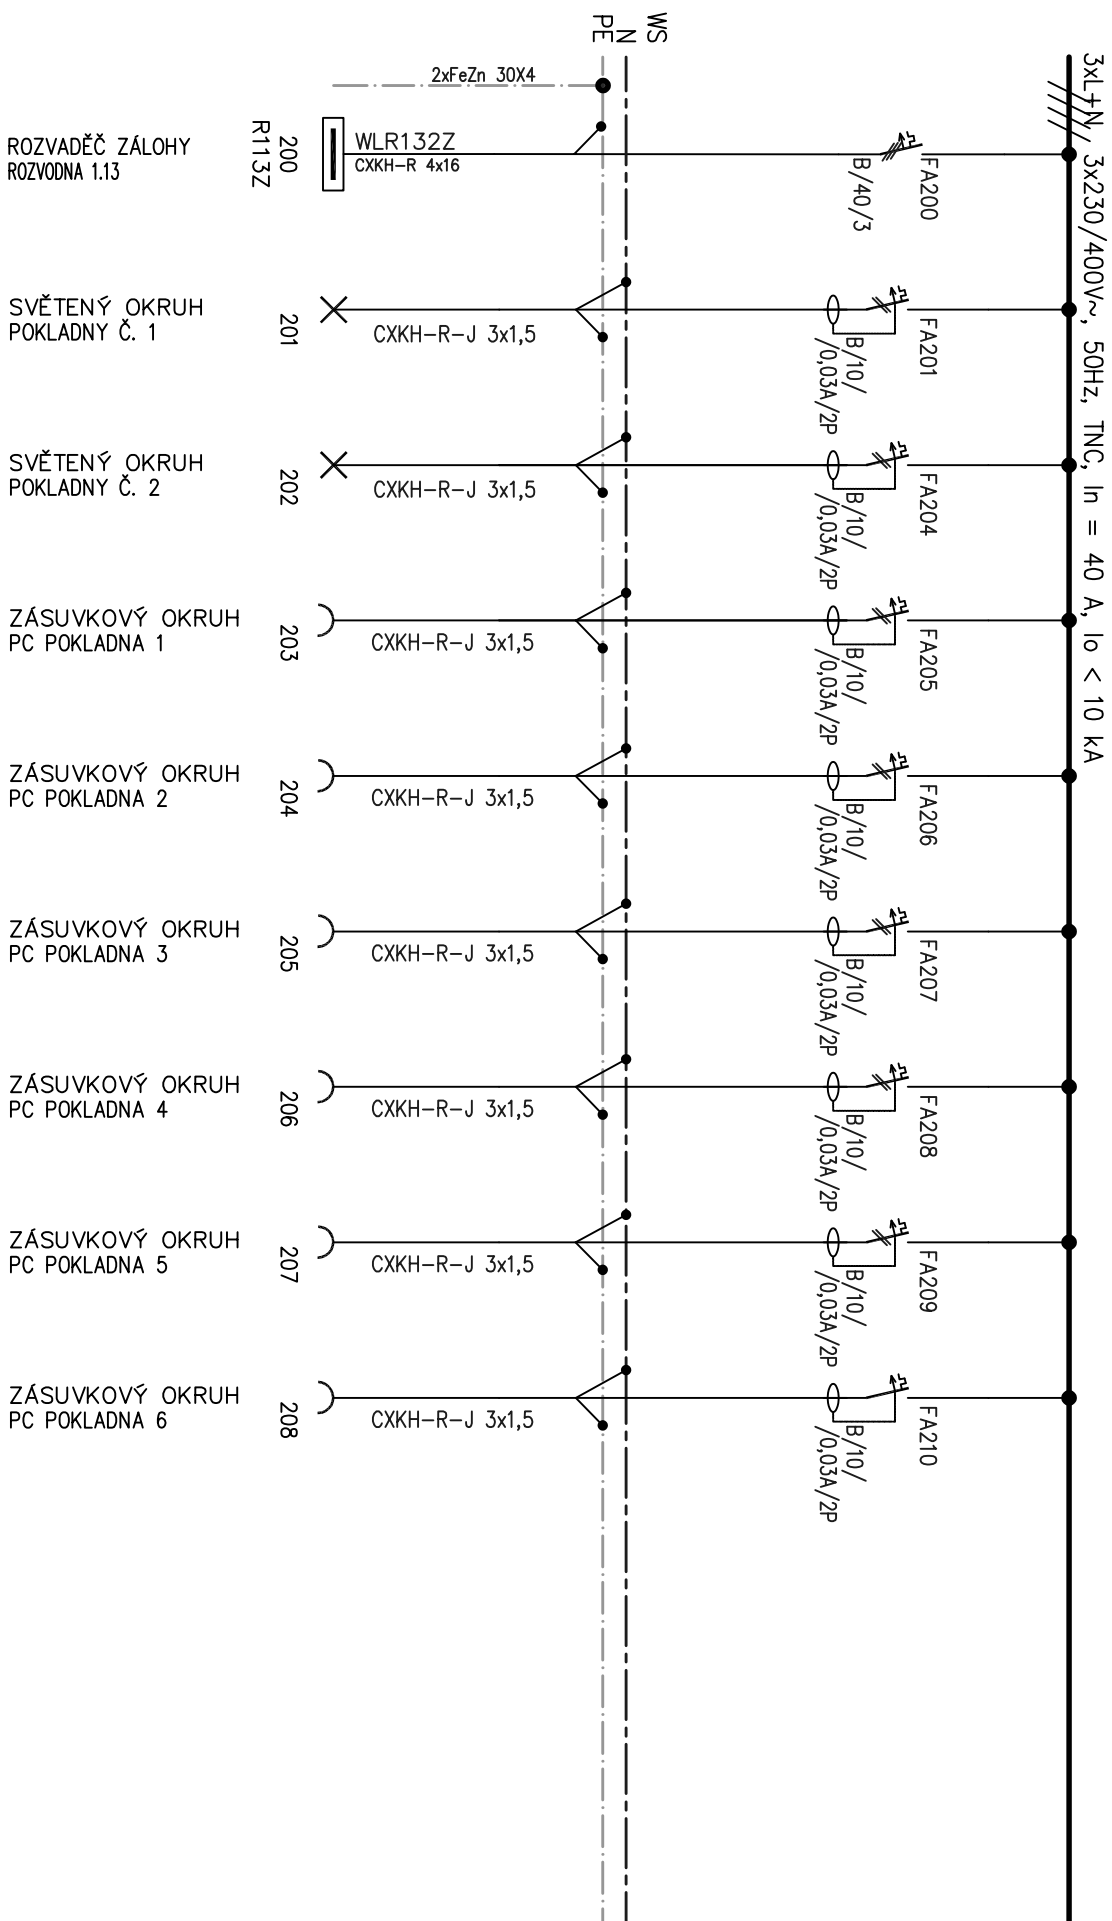 WS
N
PE
3xL+N, 3x230/400V~, 50Hz, TNC, In = 40 A, Io < 10 kA
2xFeZn 30X4
ROZVADĚČ ZÁLOHY
ROZVODNA 1.13
200
R113Z
WLR132Z
CXKH-R 4x16
B/40/3
FA200
SVĚTENÝ OKRUH
POKLADNY Č. 1
201
CXKH-R-J 3x1,5
B/10/
/0,03A/2P
FA201
SVĚTENÝ OKRUH
POKLADNY Č. 2
202
CXKH-R-J 3x1,5
B/10/
/0,03A/2P
FA204
ZÁSUVKOVÝ OKRUH
PC POKLADNA 1
203
CXKH-R-J 3x1,5
B/10/
/0,03A/2P
FA205
ZÁSUVKOVÝ OKRUH
PC POKLADNA 2
204
CXKH-R-J 3x1,5
B/10/
/0,03A/2P
FA206
ZÁSUVKOVÝ OKRUH
PC POKLADNA 3
205
CXKH-R-J 3x1,5
B/10/
/0,03A/2P
FA207
ZÁSUVKOVÝ OKRUH
PC POKLADNA 4
206
CXKH-R-J 3x1,5
B/10/
/0,03A/2P
FA208
ZÁSUVKOVÝ OKRUH
PC POKLADNA 5
207
CXKH-R-J 3x1,5
B/10/
/0,03A/2P
FA209
ZÁSUVKOVÝ OKRUH
PC POKLADNA 6
208
CXKH-R-J 3x1,5
B/10/
/0,03A/2P
FA210